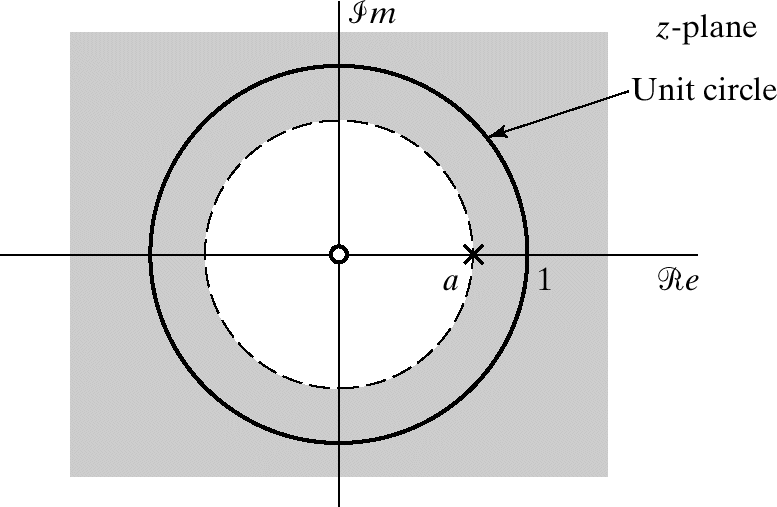 ℐm
z-plane
Unit circle
a
1
ℛe